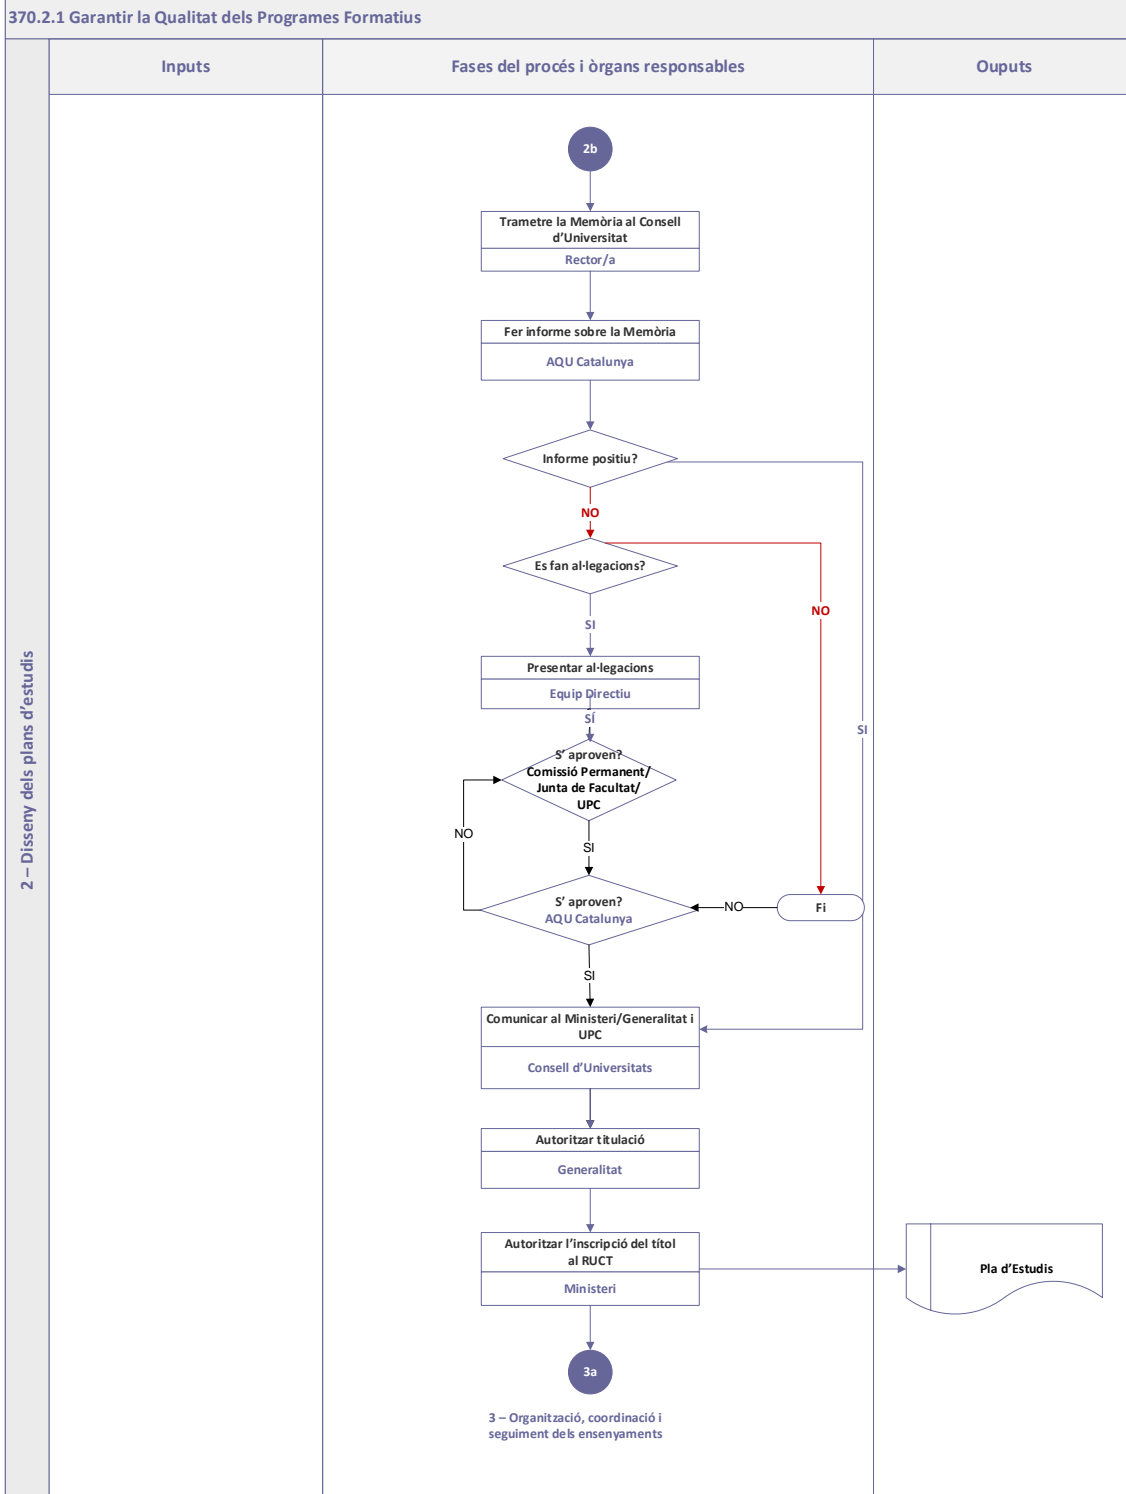 370.2.1 Garantir la Qualitat dels Programes Formatius
Inputs
Fases del procés i òrgans responsables
Ouputs
2 – Disseny dels plans d'estudis
2b
Trametre la Memòria al Consell
d'Universitat
Rector/a
Fer informe sobre la Memòria
AQU Catalunya
Informe positiu?
NO
Es fan al·legacions?
NO
SI
Presentar al·legacions
Equip Directiu
SÍ
SI
S' aproven?
Comissió Permanent/
Junta de Facultat/
UPC
NO
SI
S' aproven?
AQU Catalunya
NO
Fi
SI
Comunicar al Ministeri/Generalitat i
UPC
Consell d'Universitats
Autoritzar titulació
Generalitat
Autoritzar l'inscripció del títol
al RUCT
Ministeri
Pla d'Estudis
3a
3 – Organització, coordinació i
seguiment dels ensenyaments